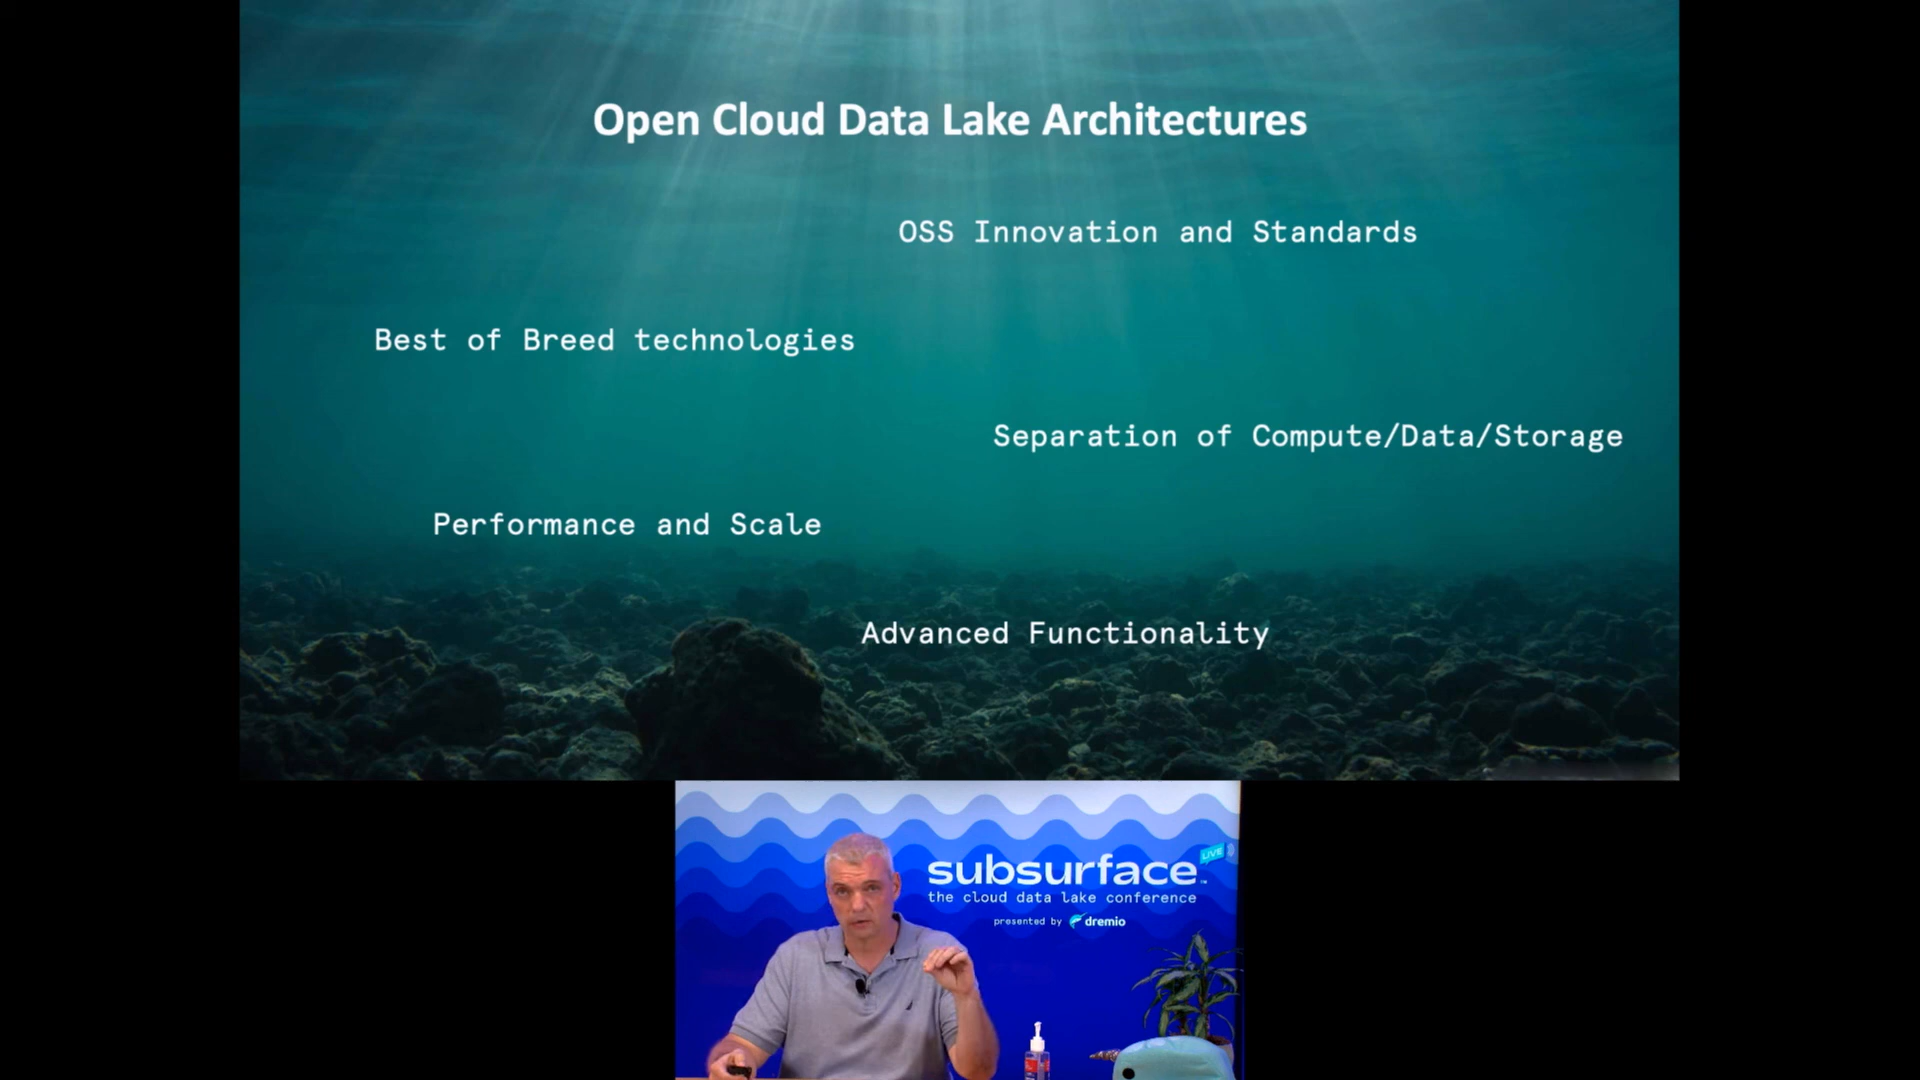 Open Cloud Data Lake Architectures
OSS Innovation and Standards
Best of Breed technologies
Separation of Compute/Data/Storage
Performance and Scale
Advanced Functionality
subsurface™ LIVE
the cloud data lake conference
presented by dremio